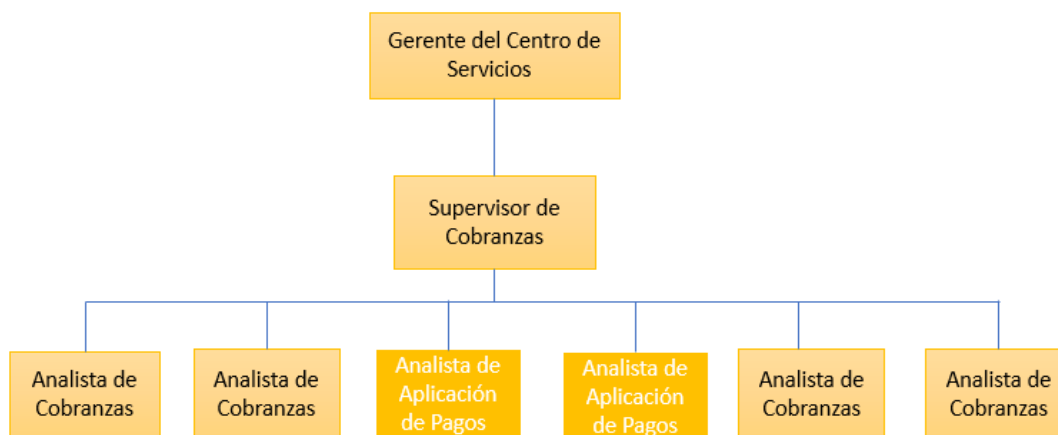 Gerente del Centro de
Servicios
Supervisor de
Cobranzas
Analista de
Cobranzas
Analista de
Cobranzas
Analista de
Aplicación
de Pagos
Analista de
Aplicación
de Pagos
Analista de
Cobranzas
Analista de
Cobranzas